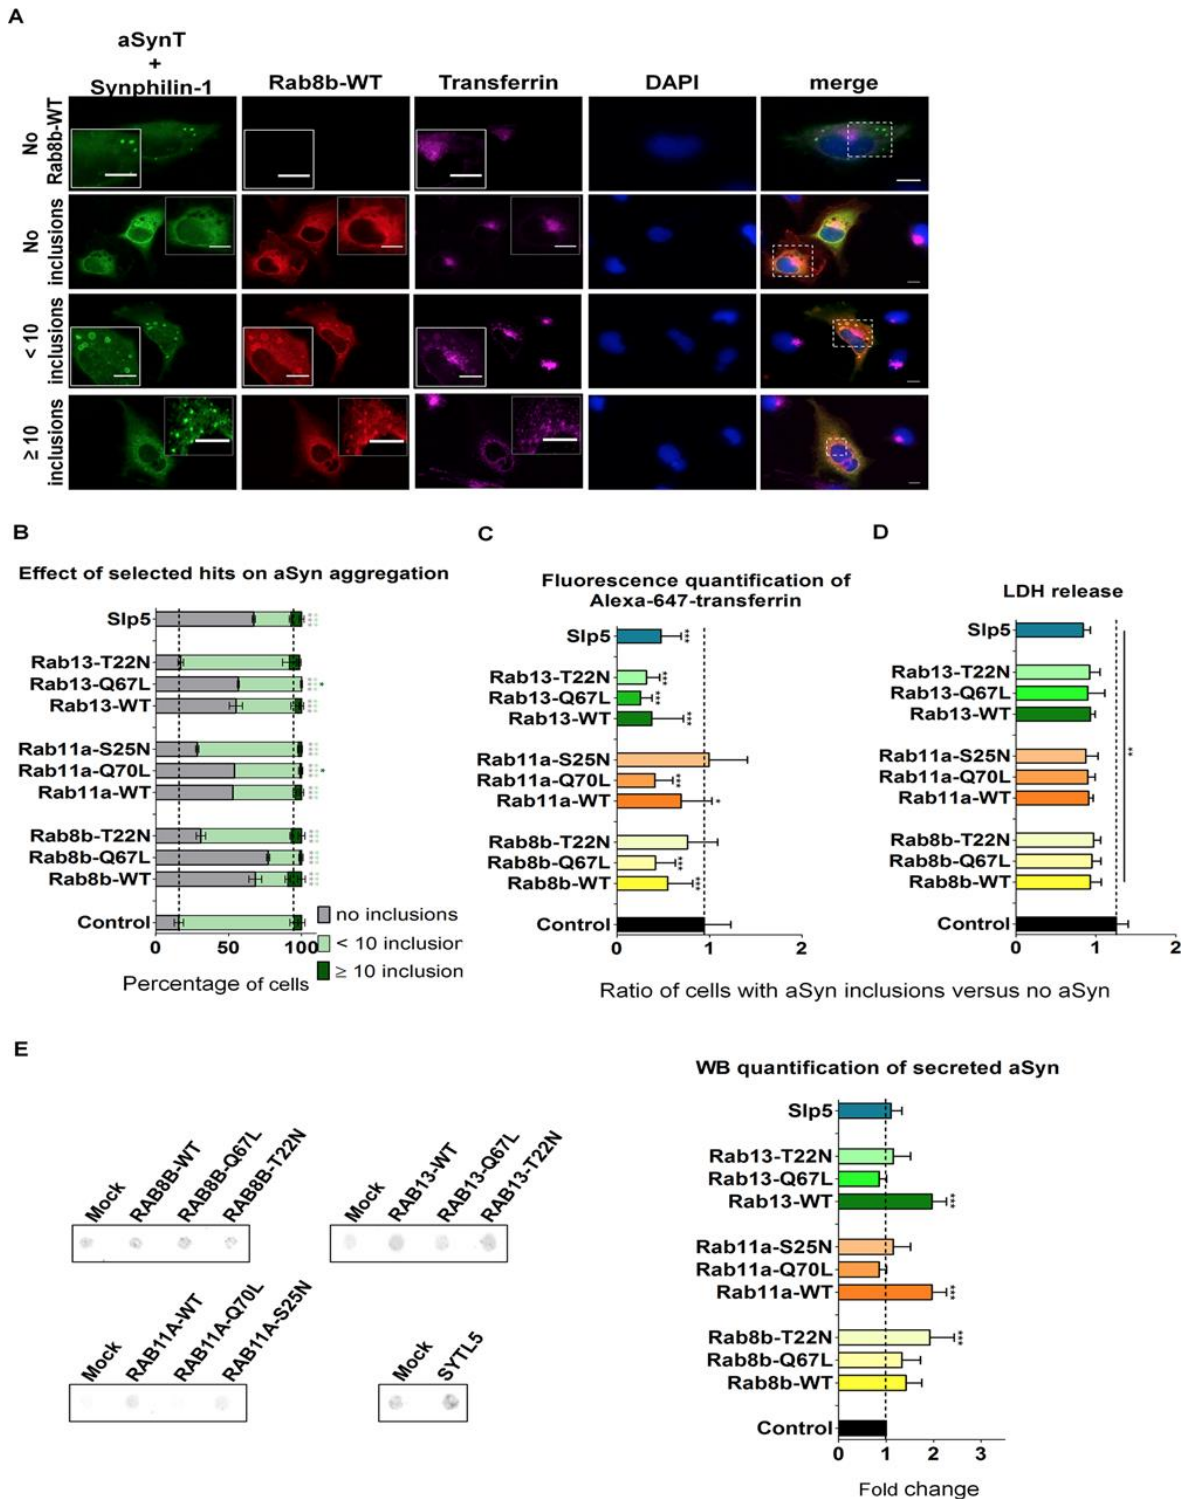 A
aSynT
+
Synphilin-1
Rab8b-WT
Transferrin
DAPI
merge
No
Rab8b-WT
No
inclusions
< 10
inclusions
≥ 10
inclusions
B
Effect of selected hits on aSyn aggregation
Slp5
Rab13-T22N
Rab13-Q67L
Rab13-WT
Rab11a-S25N
Rab11a-Q70L
Rab11a-WT
Rab8b-T22N
Rab8b-Q67L
Rab8b-WT
Control
0 50 100
Percentage of cells
no inclusions
< 10 inclusion
≥ 10 inclusion
C
Fluorescence quantification of
Alexa-647-transferrin
Slp5 ***
Rab13-T22N ***
Rab13-Q67L ***
Rab13-WT ***
Rab11a-S25N
Rab11a-Q70L ***
Rab11a-WT *
Rab8b-T22N
Rab8b-Q67L ***
Rab8b-WT ***
Control
0 1 2
D
LDH release
Slp5
Rab13-T22N
Rab13-Q67L
Rab13-WT
Rab11a-S25N
Rab11a-Q70L
Rab11a-WT
Rab8b-T22N
Rab8b-Q67L
Rab8b-WT
Control
**
0 1 2
Ratio of cells with aSyn inclusions versus no aSyn
E
Mock
RAB8B-WT
RAB8B-Q67L
RAB8B-T22N
Mock
RAB13-WT
RAB13-Q67L
RAB13-T22N
Mock
RAB11A-WT
RAB11A-Q70L
RAB11A-S25N
Mock
SYTL5
WB quantification of secreted aSyn
Slp5
Rab13-T22N
Rab13-Q67L
Rab13-WT ***
Rab11a-S25N
Rab11a-Q70L
Rab11a-WT ***
Rab8b-T22N ***
Rab8b-Q67L
Rab8b-WT
Control
0 1 2 3
Fold change